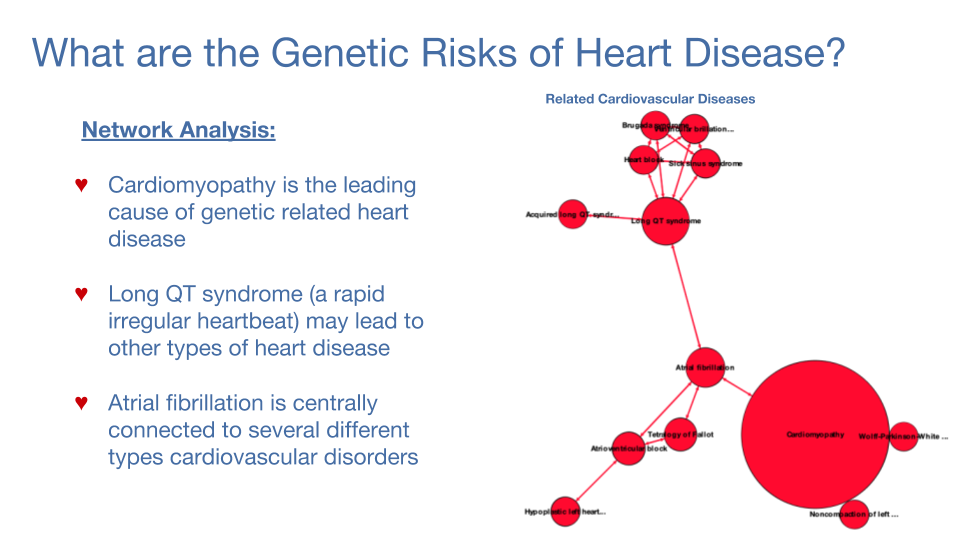 What are the Genetic Risks of Heart Disease?
Related Cardiovascular Diseases
Network Analysis:
♥ Cardiomyopathy is the leading
cause of genetic related heart
disease
♥ Long QT syndrome (a rapid
irregular heartbeat) may lead to
other types of heart disease
♥ Atrial fibrillation is centrally
connected to several different
types cardiovascular disorders
Brugada syndrome
Heart block
Sick sinus syndrome
Acquired long QT syndr...
Long QT syndrome
Atrial fibrillation
Tetralogy of Fallot
Atrioventricular block
Cardiomyopathy
Wolff-Parkinson-White ...
Hypoplastic left heart...
Noncompaction of left ...